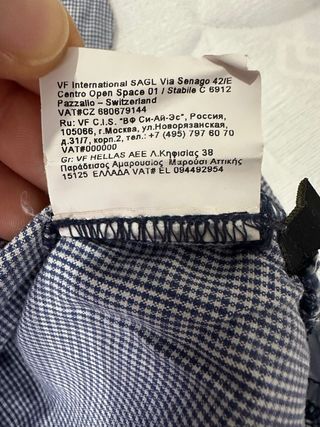 VF International SAGL Via Senago 42/E
Centro Open Space 01 / Stabile C 6912
Pazzallo – Switzerland
VAT#CZ 680679144
Ru: VF C.I.S. "ВФ Си-Ай-Эс", Россия,
105066, г.Москва, ул.Новорязанская,
д.31/7, корп.2, тел.: +7 (495) 797 60 70
VAT#000000
Gr: VF HELLAS AEE Λ.Κηφισίας 38
Παράδεισος Αμαρουσίος Μαρούσι Αττικής
15125 ΕΛΛΑΔΑ VAT# EL 094492954